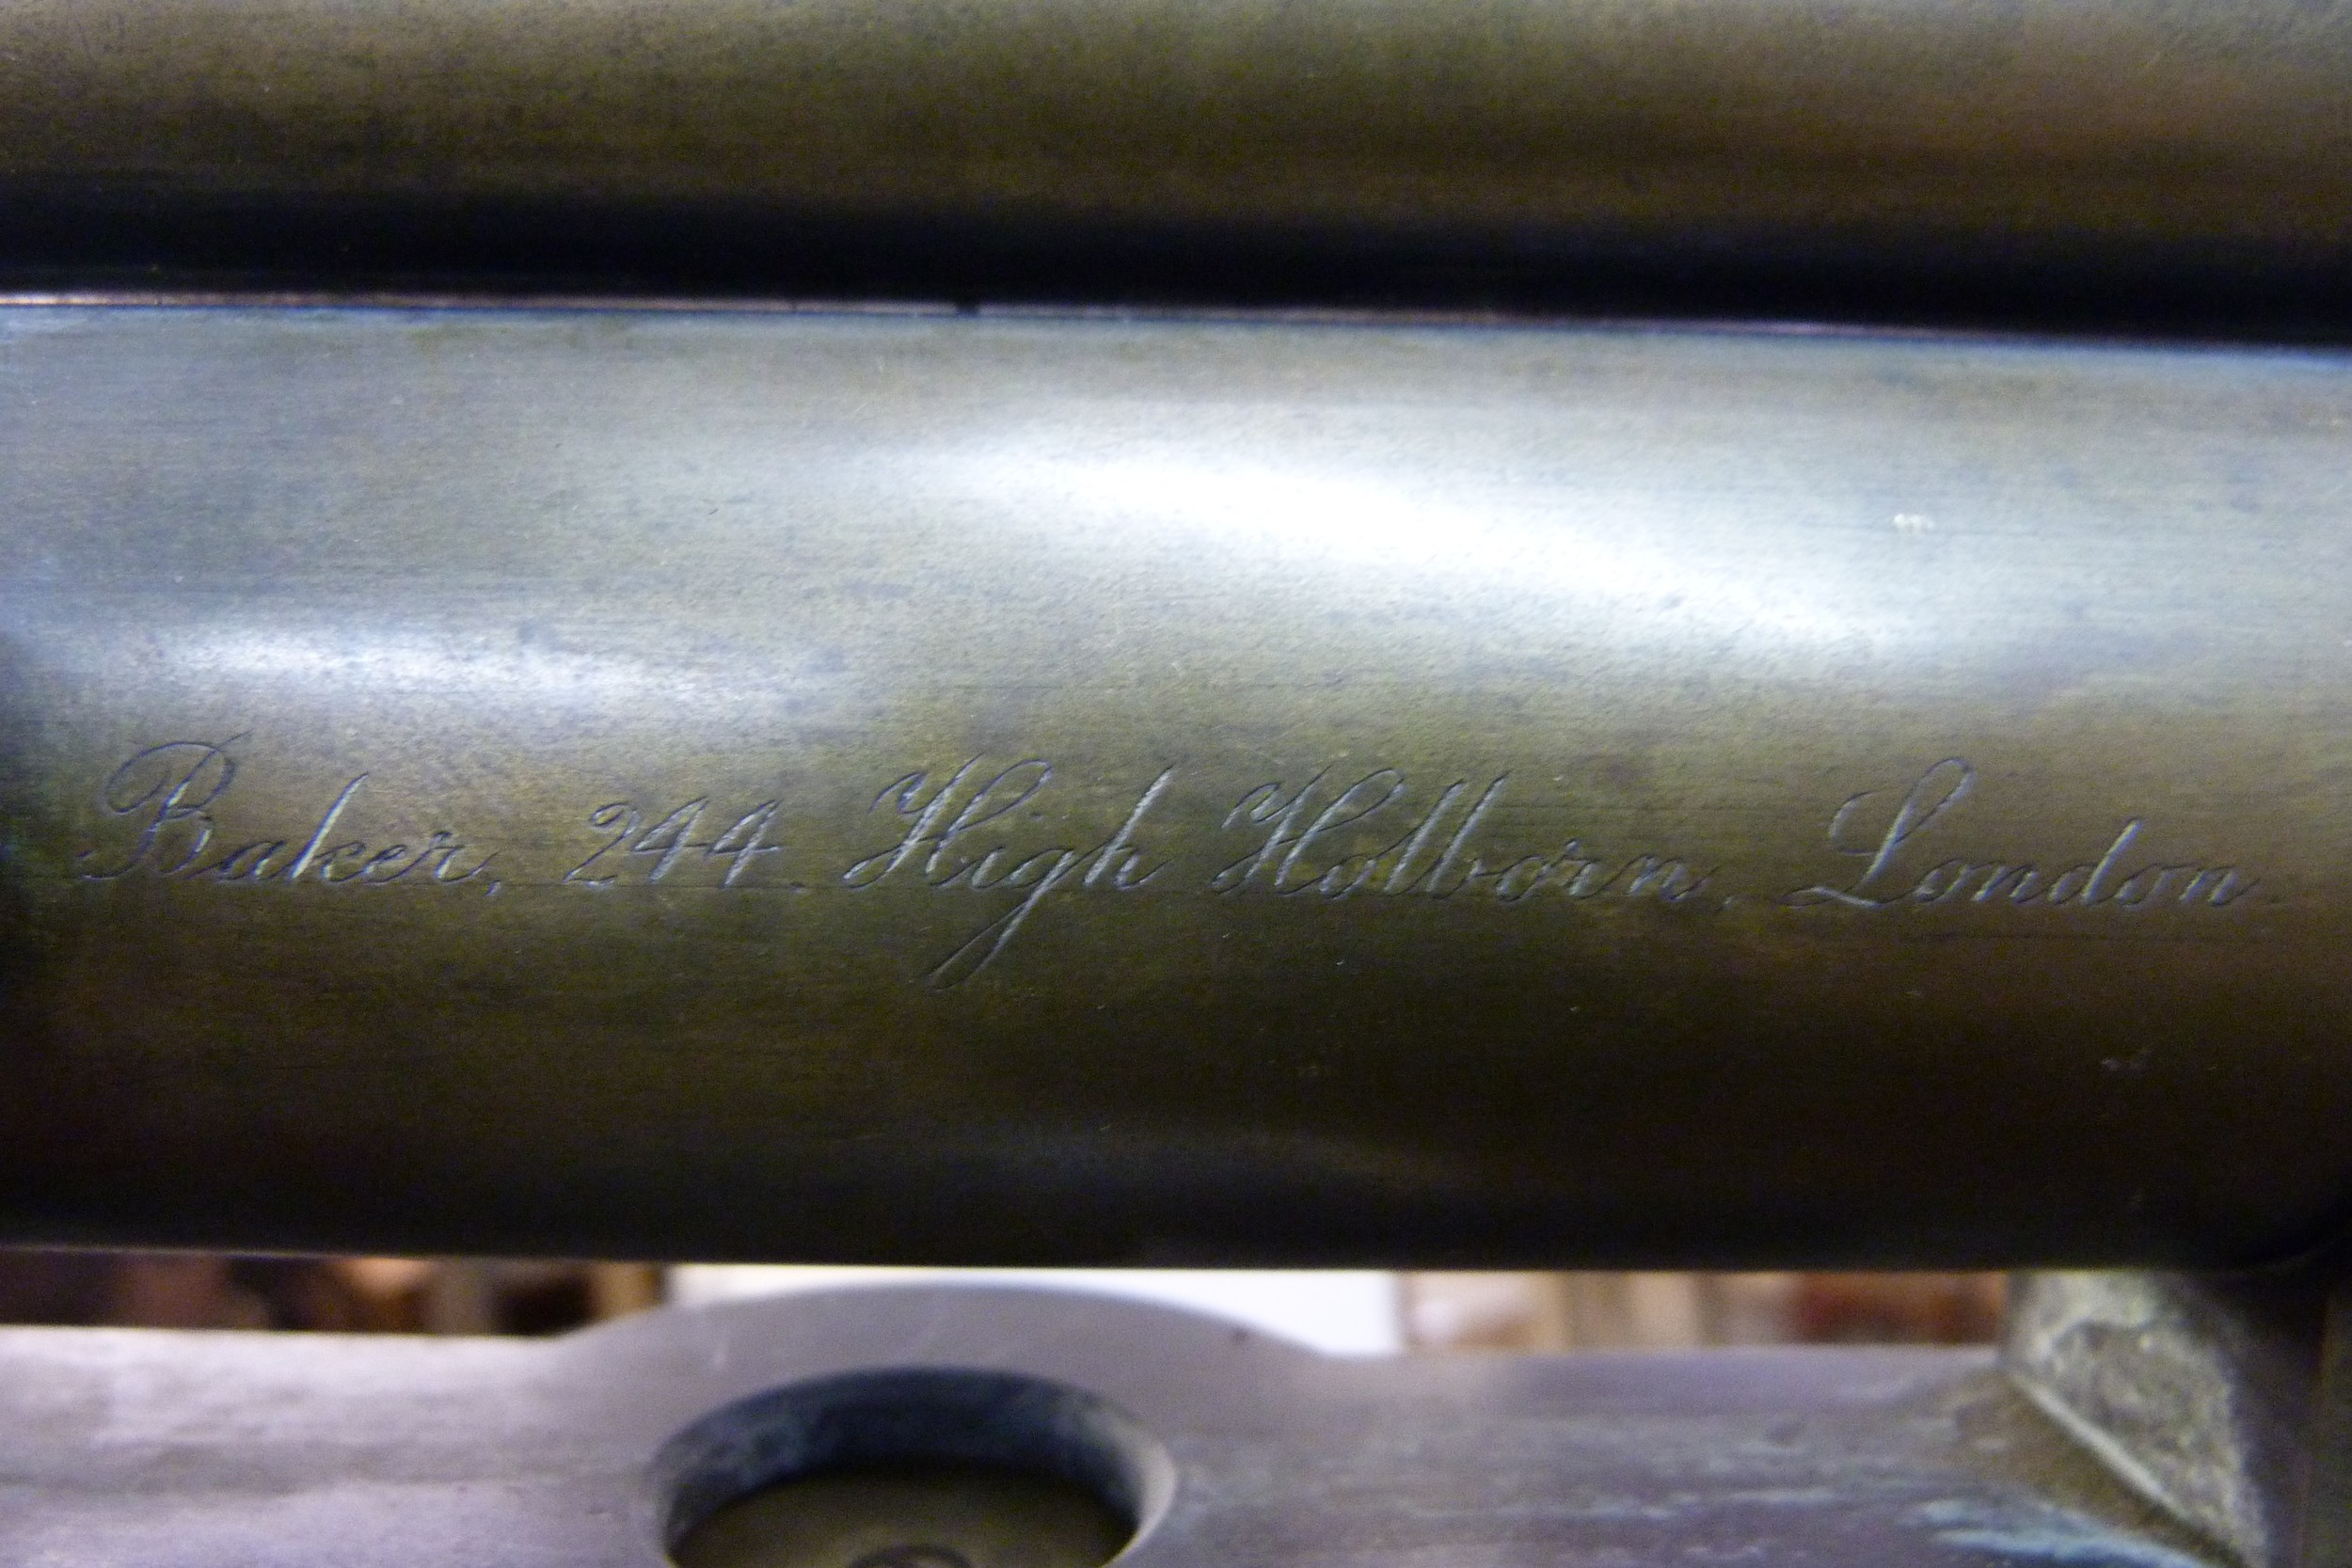 Baker, 244. High Holborn, London.